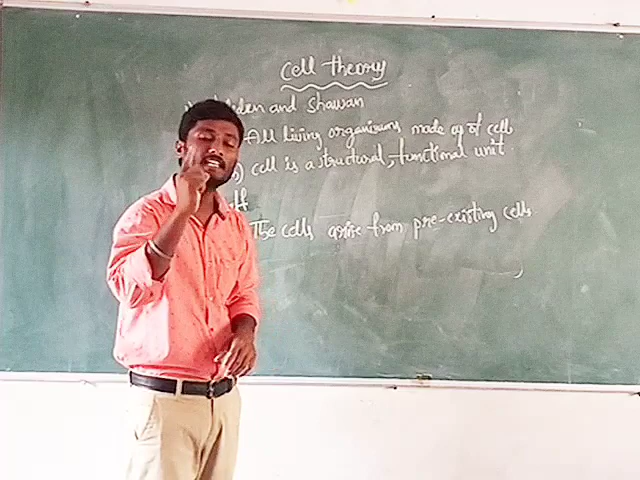 Cell theory
and Shawan
All living organisms made up of cell
cell is a structural, functional unit.
The cells arise from pre-existing cells